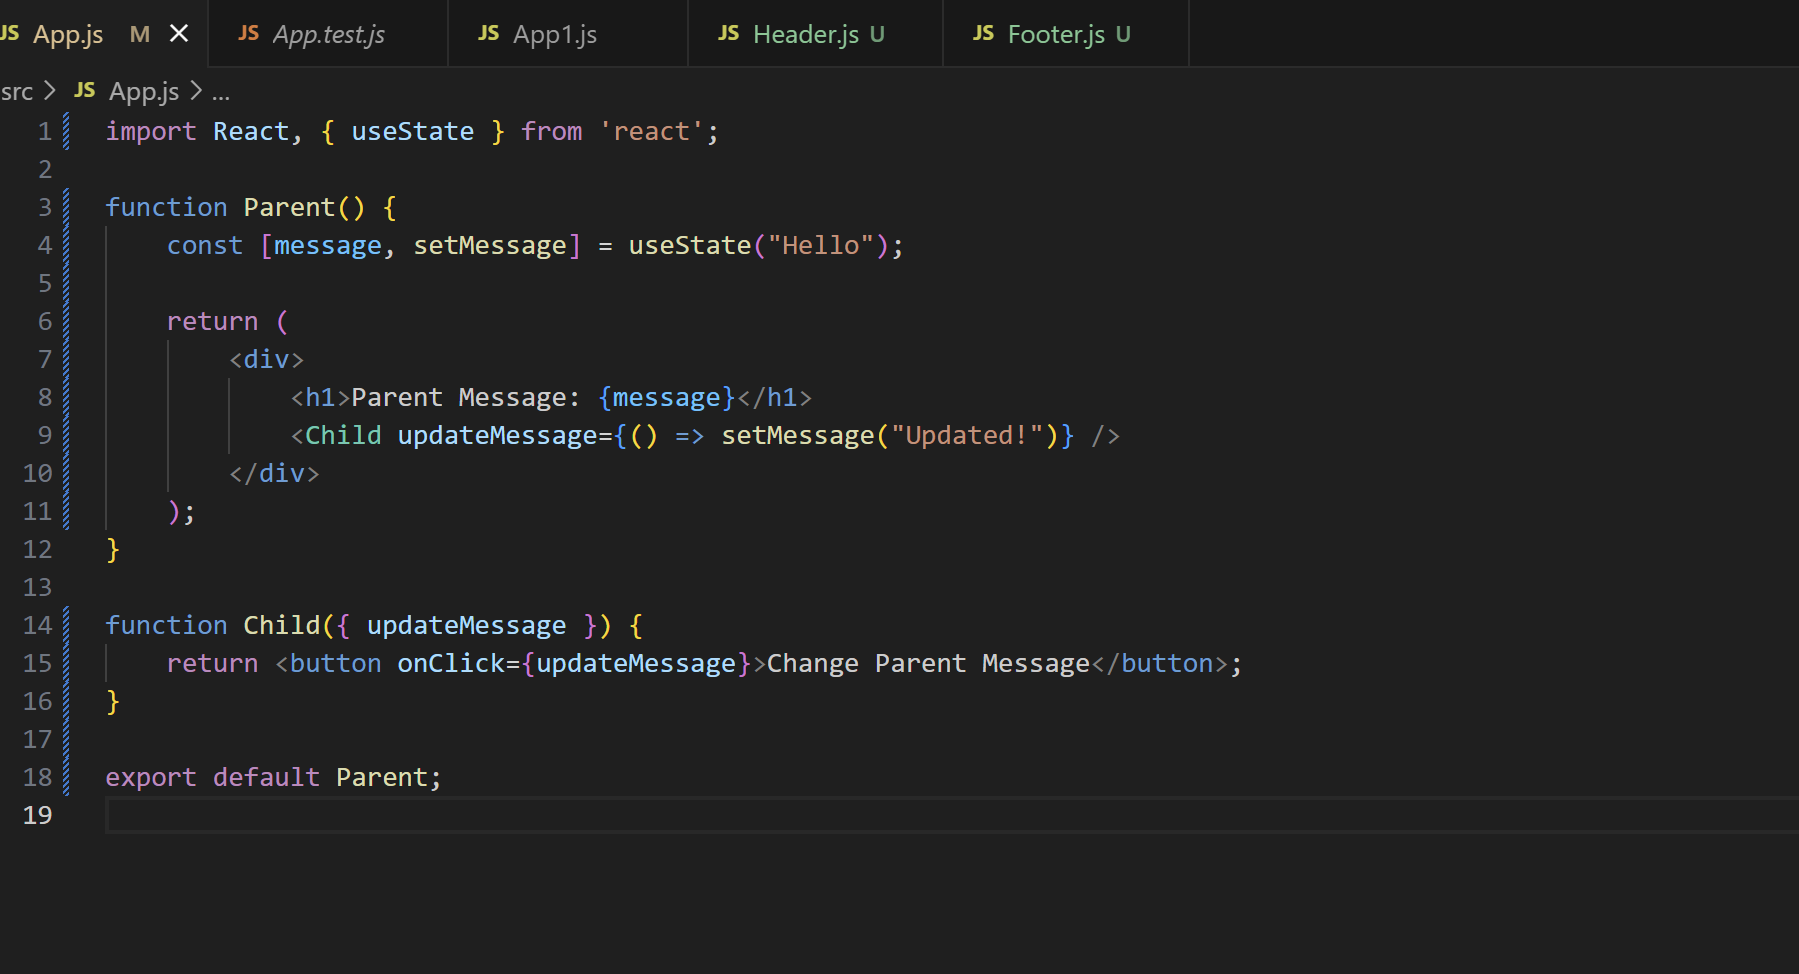 JS App.js M × JS App.test.js JS App1.js JS Header.js U JS Footer.js U
src > JS App.js > ...
1 import React, { useState } from 'react';
2
3 function Parent() {
4     const [message, setMessage] = useState("Hello");
5
6     return (
7         <div>
8             <h1>Parent Message: {message}</h1>
9             <Child updateMessage={() => setMessage("Updated!")} />
10         </div>
11     );
12 }
13
14 function Child({ updateMessage }) {
15     return <button onClick={updateMessage}>Change Parent Message</button>;
16 }
17
18 export default Parent;
19